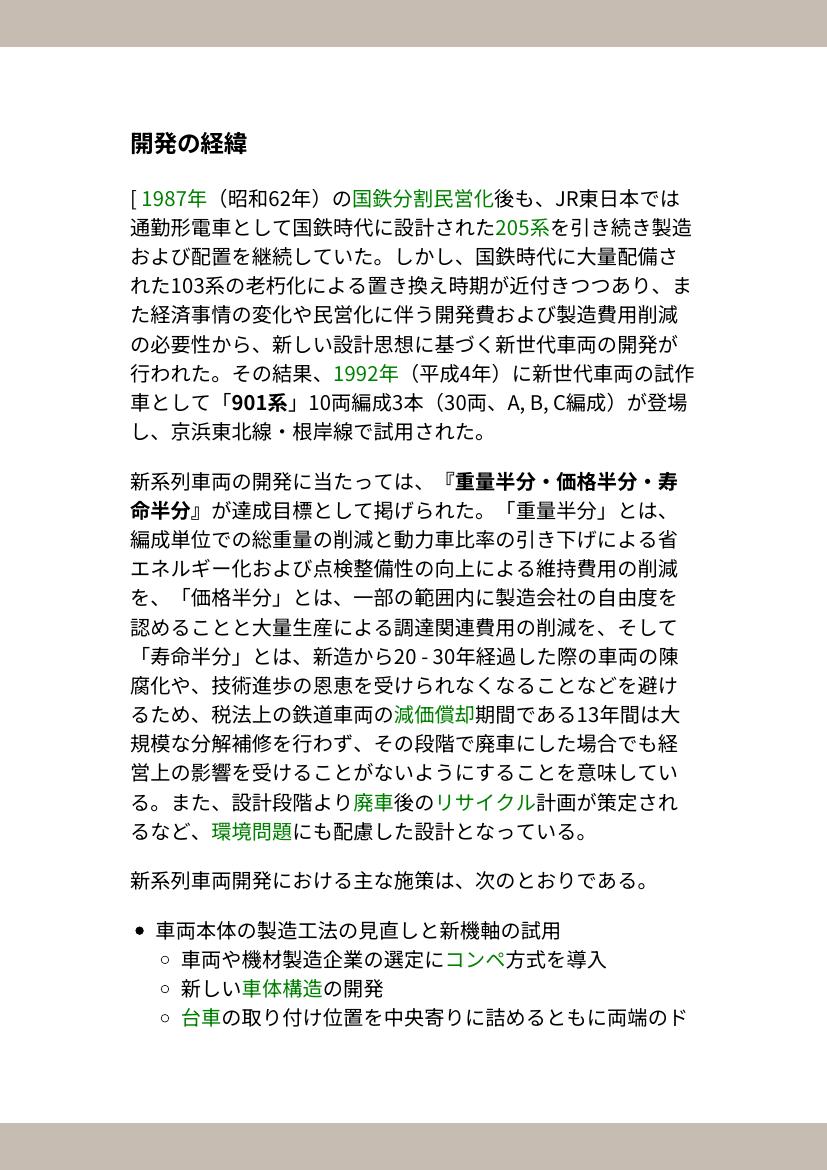 開発の経緯
[ 1987年（昭和62年）の国鉄分割民営化後も、JR東日本では
通勤形電車として国鉄時代に設計された205系を引き続き製造
および配置を継続していた。しかし、国鉄時代に大量配備さ
れた103系の老朽化による置き換え時期が近付きつつあり、ま
た経済事情の変化や民営化に伴う開発費および製造費用削減
の必要性から、新しい設計思想に基づく新世代車両の開発が
行われた。その結果、1992年（平成4年）に新世代車両の試作
車として「901系」10両編成3本（30両、A, B, C編成）が登場
し、京浜東北線・根岸線で試用された。
新系列車両の開発に当たっては、『重量半分・価格半分・寿
命半分』が達成目標として掲げられた。「重量半分」とは、
編成単位での総重量の削減と動力車比率の引き下げによる省
エネルギー化および点検整備性の向上による維持費用の削減
を、「価格半分」とは、一部の範囲内に製造会社の自由度を
認めることと大量生産による調達関連費用の削減を、そして
「寿命半分」とは、新造から20 - 30年経過した際の車両の陳
腐化や、技術進歩の恩恵を受けられなくなることなどを避け
るため、税法上の鉄道車両の減価償却期間である13年間は大
規模な分解補修を行わず、その段階で廃車にした場合でも経
営上の影響を受けることがないようにすることを意味してい
る。また、設計段階より廃車後のリサイクル計画が策定され
るなど、環境問題にも配慮した設計となっている。
新系列車両開発における主な施策は、次のとおりである。
• 車両本体の製造工法の見直しと新機軸の試用
○ 車両や機材製造企業の選定にコンペ方式を導入
○ 新しい車体構造の開発
○ 台車の取り付け位置を中央寄りに詰めるともに両端のド